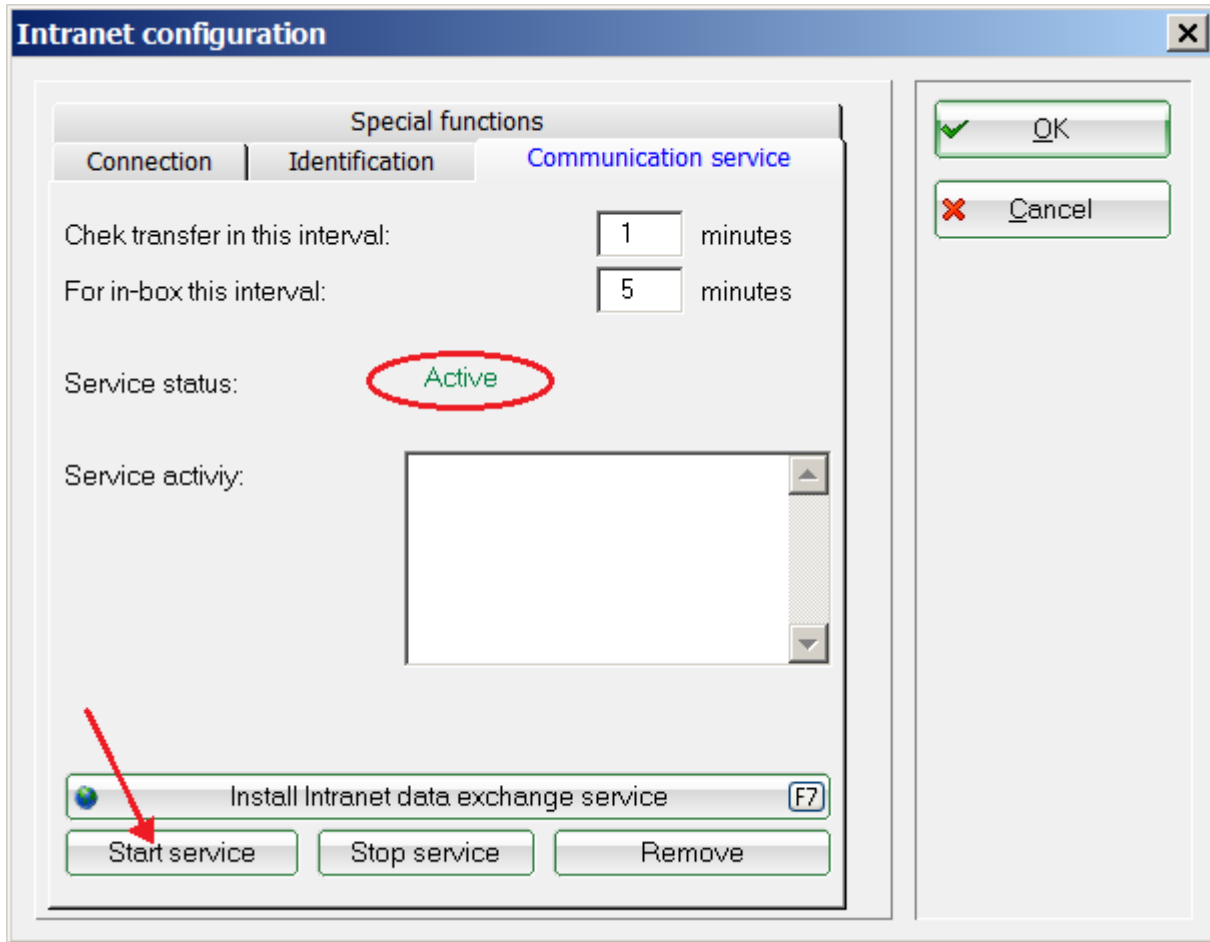 Intranet configuration
Special functions
Connection Identification Communication service
Chek transfer in this interval: 1 minutes
For in-box this interval: 5 minutes
Service status: Active
Service activiy:
Install Intranet data exchange service F7
Start service Stop service Remove
OK
Cancel